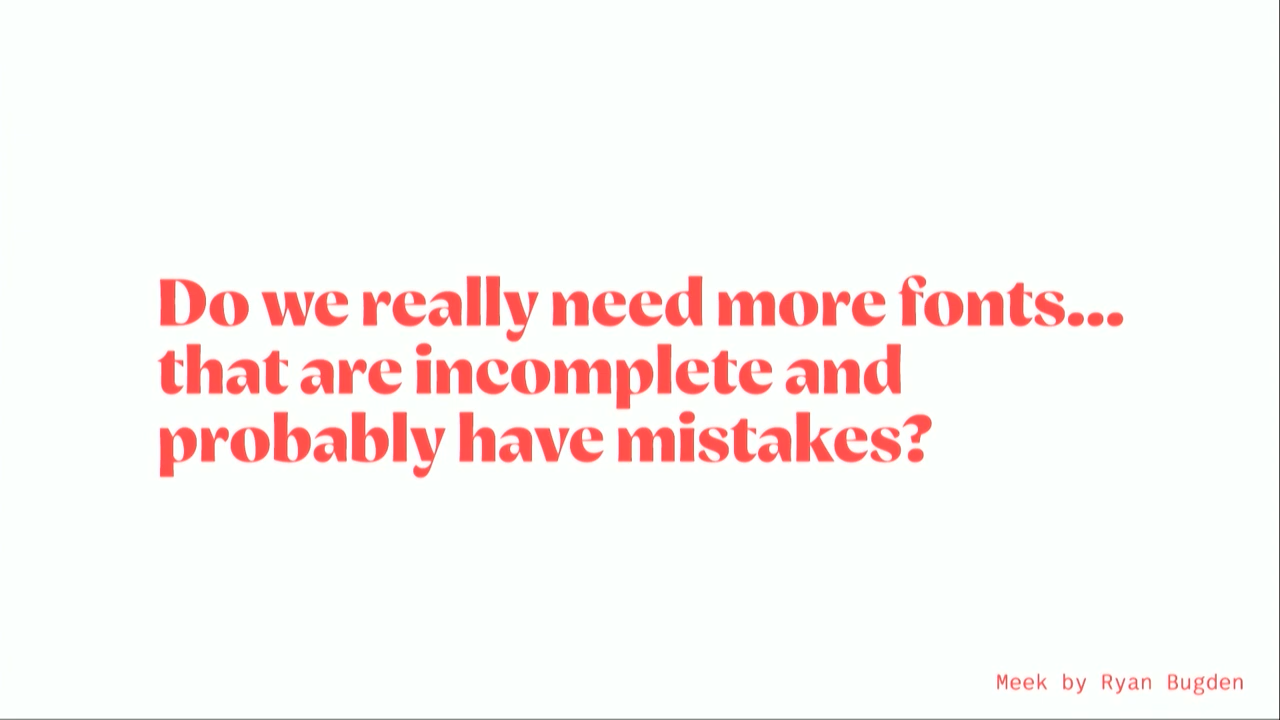 Do we really need more fonts...
that are incomplete and
probably have mistakes?
Meek by Ryan Bugden